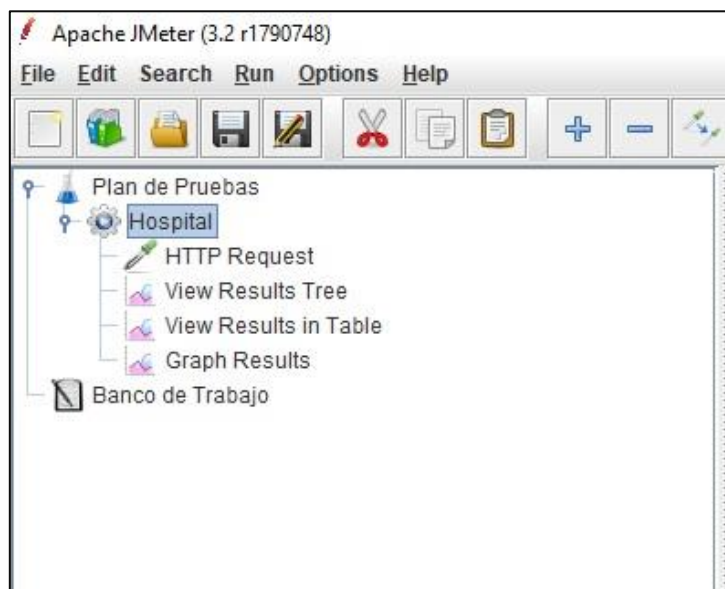 Apache JMeter (3.2 r1790748)
File Edit Search Run Options Help
Plan de Pruebas
Hospital
HTTP Request
View Results Tree
View Results in Table
Graph Results
Banco de Trabajo